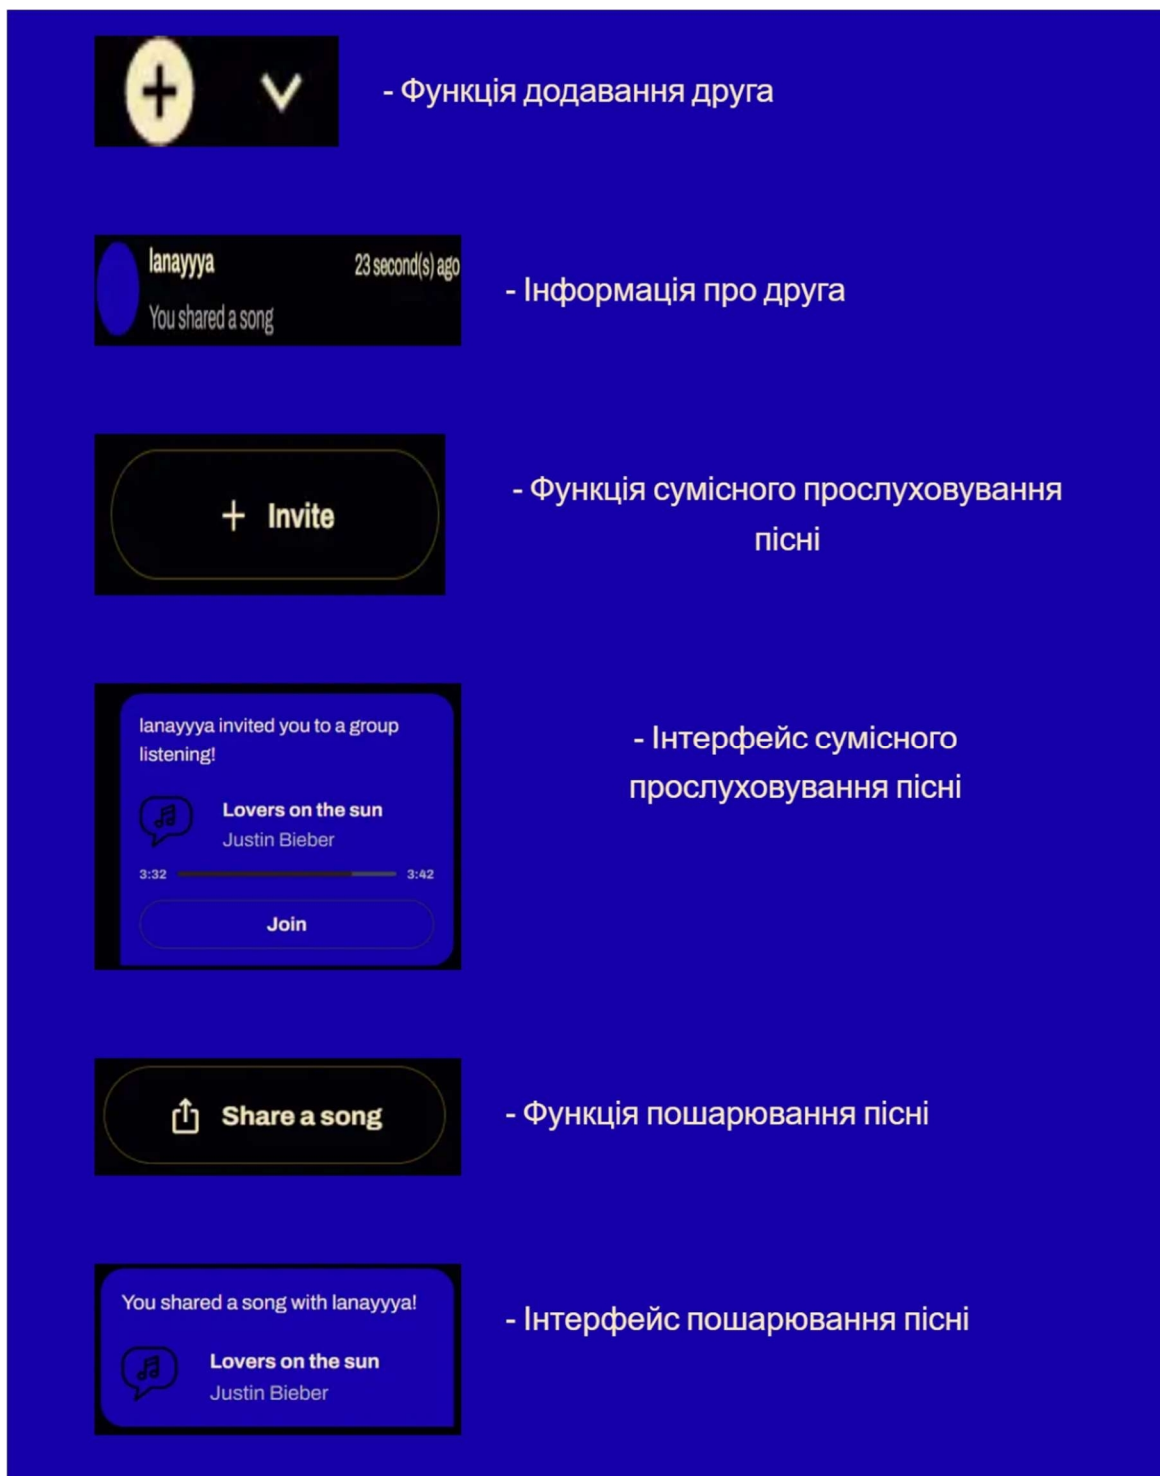 - Функція додавання друга
lanayyya
23 second(s) ago
You shared a song
- Інформація про друга
+ Invite
- Функція сумісного прослуховування
пісні
lanayyya invited you to a group
listening!
Lovers on the sun
Justin Bieber
3:32
3:42
Join
- Інтерфейс сумісного
прослуховування пісні
Share a song
- Функція пошарювання пісні
You shared a song with lanayyya!
Lovers on the sun
Justin Bieber
- Інтерфейс пошарювання пісні